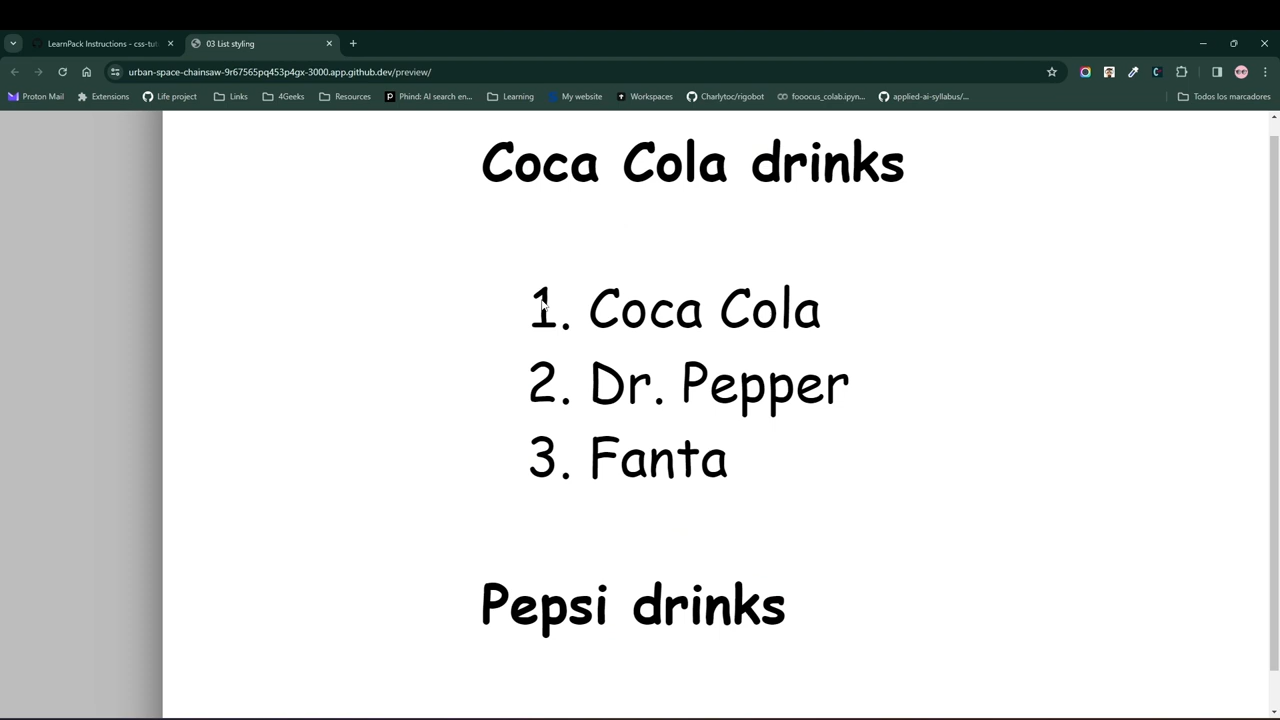 LearnPack Instructions - css-tut
03 List styling
urban-space-chainsaw-9r67565pq453p4gx-3000.app.github.dev/preview/
Proton Mail
Extensions
Life project
Links
4Geeks
Resources
Phind: AI search en...
Learning
My website
Workspaces
Charlytoc/rigobot
fooocus_colab.ipyn...
applied-ai-syllabus/...
Todos los marcadores
Coca Cola drinks
1. Coca Cola
2. Dr. Pepper
3. Fanta
Pepsi drinks